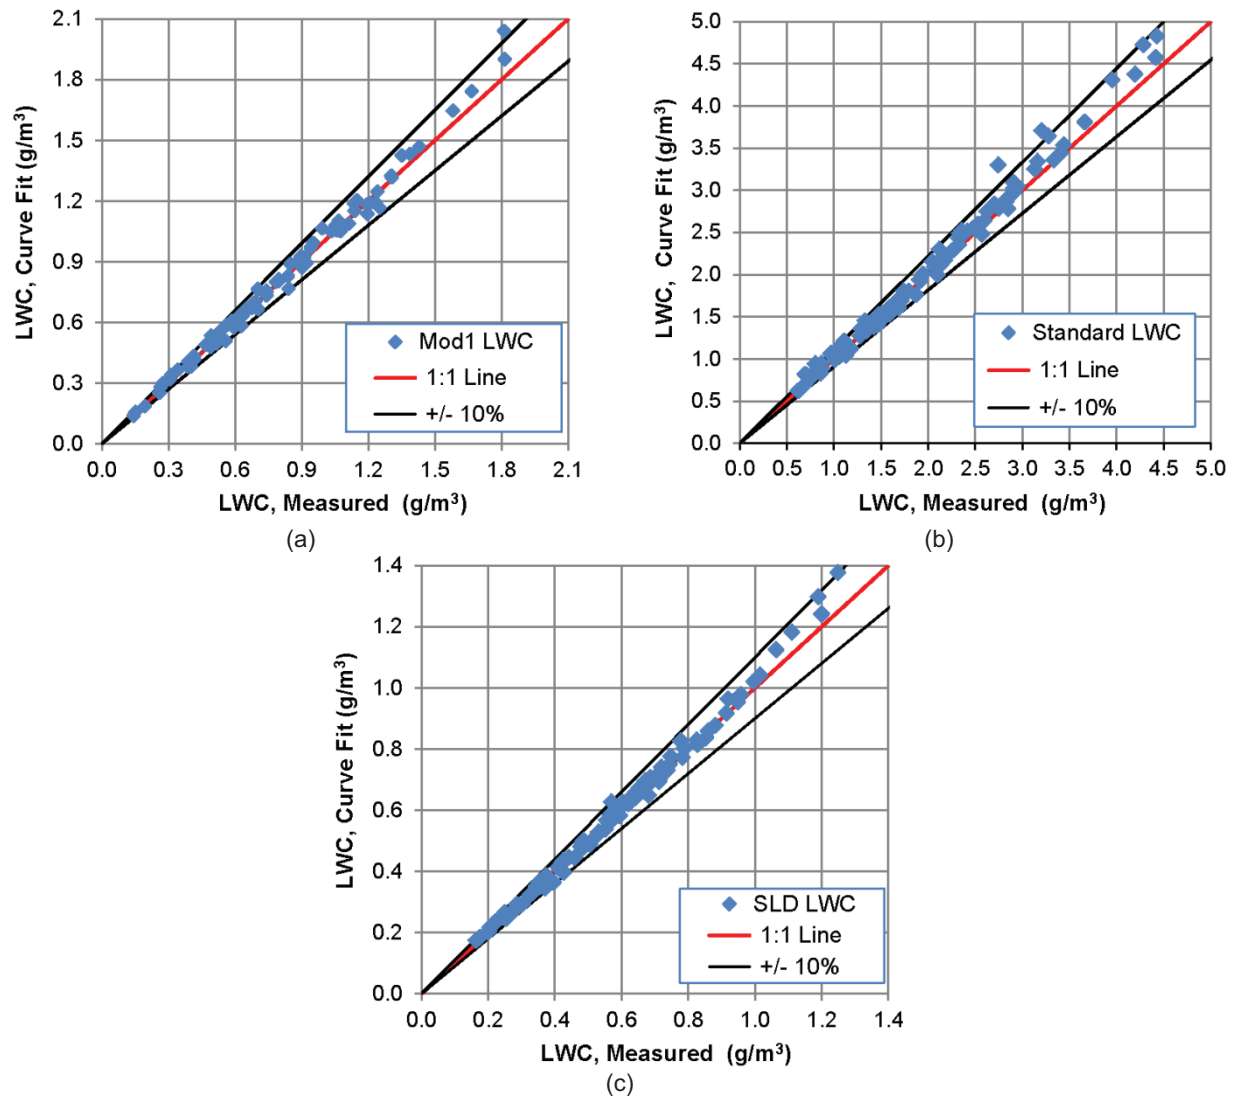 2.1
1.8
1.5
1.2
0.9
0.6
0.3
0.0
LWC, Curve Fit (g/m³)
Mod1 LWC
1:1 Line
+/- 10%
0.0 0.3 0.6 0.9 1.2 1.5 1.8 2.1
LWC, Measured (g/m³)
(a)
5.0
4.5
4.0
3.5
3.0
2.5
2.0
1.5
1.0
0.5
0.0
LWC, Curve Fit (g/m³)
Standard LWC
1:1 Line
+/- 10%
0.0 0.5 1.0 1.5 2.0 2.5 3.0 3.5 4.0 4.5 5.0
LWC, Measured (g/m³)
(b)
1.4
1.2
1.0
0.8
0.6
0.4
0.2
0.0
LWC, Curve Fit (g/m³)
SLD LWC
1:1 Line
+/- 10%
0.0 0.2 0.4 0.6 0.8 1.0 1.2 1.4
LWC, Measured (g/m³)
(c)